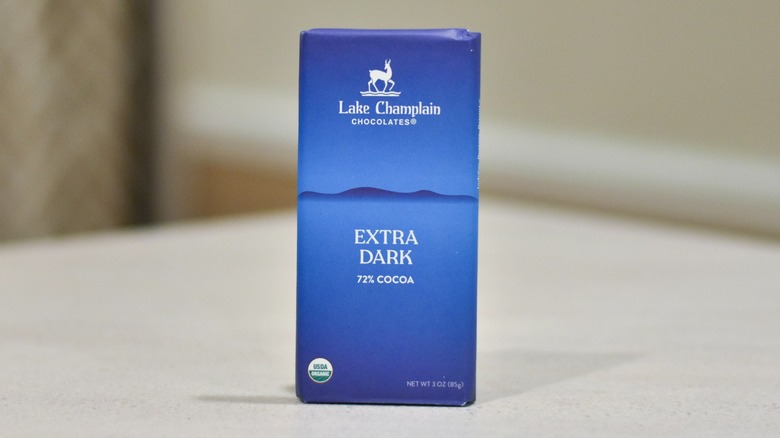 Lake Champlain
CHOCOLATES®
EXTRA
DARK
72% COCOA
USDA
ORGANIC
NET WT 3 OZ (85g)